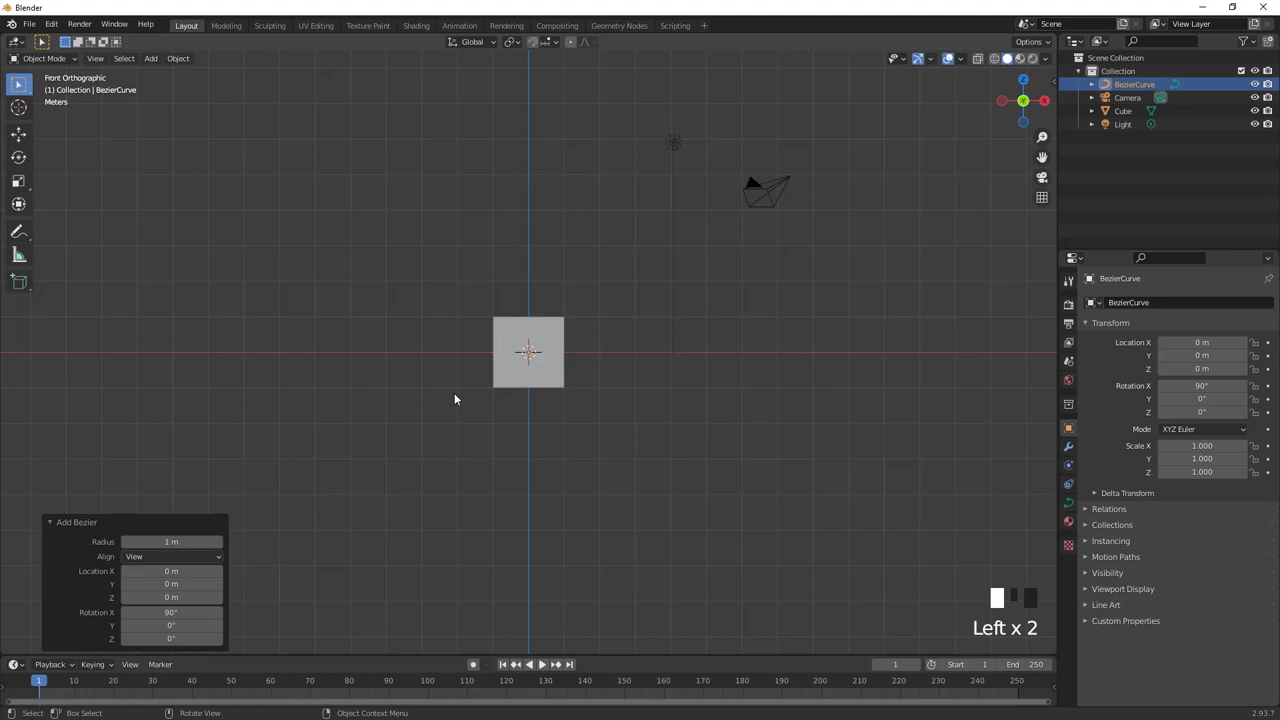 Blender
File Edit Render Window Help Layout Modeling Sculpting UV Editing Texture Paint Shading Animation Rendering Compositing Geometry Nodes Scripting + Scene View Layer
Global Options
Object Mode View Select Add Object
Front Orthographic
(1) Collection | BezierCurve
Meters
Z
Y
X
Scene Collection
Collection
BezierCurve
Camera
Cube
Light
BezierCurve
BezierCurve
Transform
Location X 0 m
Y 0 m
Z 0 m
Rotation X 90°
Y 0°
Z 0°
Mode XYZ Euler
Scale X 1.000
Y 1.000
Z 1.000
Delta Transform
Relations
Collections
Instancing
Motion Paths
Visibility
Viewport Display
Line Art
Custom Properties
Add Bezier
Radius 1 m
Align View
Location X 0 m
Y 0 m
Z 0 m
Rotation X 90°
Y 0°
Z 0°
Left x 2
Playback Keying View Marker 1 Start 1 End 250
1 10 20 30 40 50 60 70 80 90 100 110 120 130 140 150 160 170 180 190 200 210 220 230 240 250
Select Box Select Rotate View Object Context Menu 2.93.7